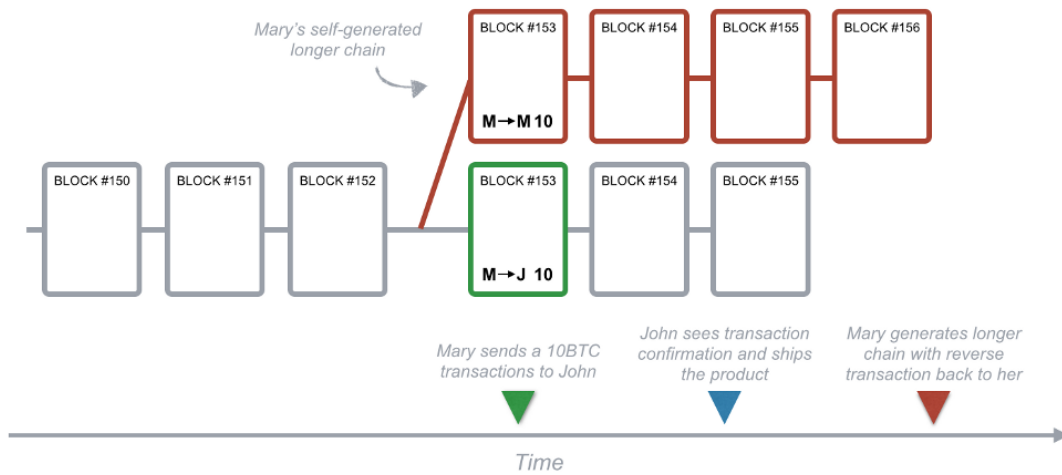 Mary's self-generated
longer chain
BLOCK #153
BLOCK #154
BLOCK #155
BLOCK #156
M→M 10
BLOCK #150
BLOCK #151
BLOCK #152
BLOCK #153
BLOCK #154
BLOCK #155
M→J 10
Mary sends a 10BTC
transactions to John
John sees transaction
confirmation and ships
the product
Mary generates longer
chain with reverse
transaction back to her
Time